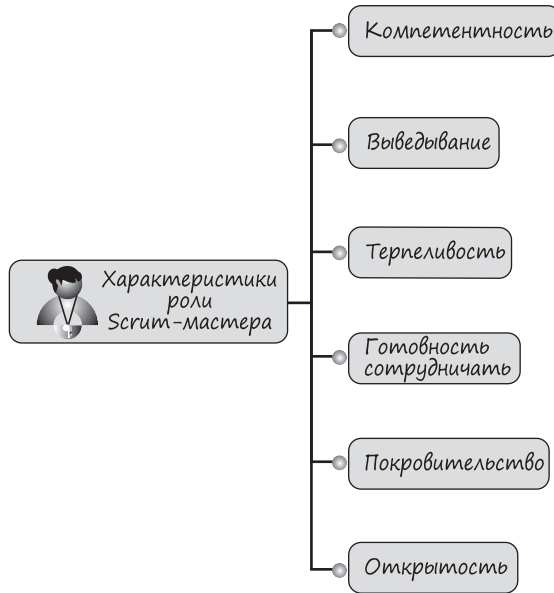 Компетентность
Выведывание
Терпеливость
Характеристики
роли
Scrum-мастера
Готовность
сотрудничать
Покровительство
Открытость